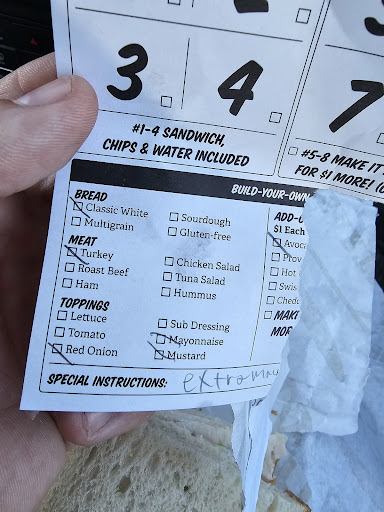 3 4 7
#1-4 SANDWICH,
CHIPS & WATER INCLUDED
#5-8 MAKE IT
FOR $1 MORE!
BUILD-YOUR-OWN
BREAD
Classic White
Multigrain
Sourdough
Gluten-free
MEAT
Turkey
Roast Beef
Ham
Chicken Salad
Tuna Salad
Hummus
TOPPINGS
Lettuce
Tomato
Red Onion
Sub Dressing
Mayonnaise
Mustard
ADD-O
$1 Each
Avoca
Prov
Hot
Swis
Chedd
MAKE
MOR
SPECIAL INSTRUCTIONS: extra